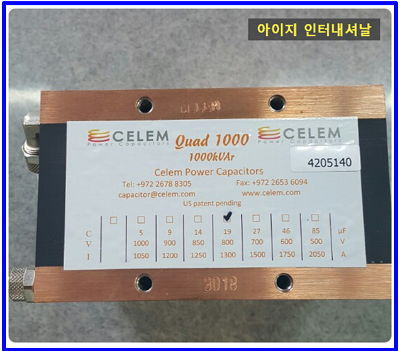 아이지 인터내셔날
CELEM
CELEM Quad 1000 CELEM
Power Capacitors Power Capacitors
1000kVAr
4205140
Celem Power Capacitors
Tel: +972 2678 8305 Fax: +972 2653 6094
capacitor@celem.com www.celem.com
US patent pending
✓
C 5 9 14 19 27 46 85 µF
V 1000 900 850 800 700 600 500 V
I 1050 1200 1250 1300 1500 1750 2050 A
3018